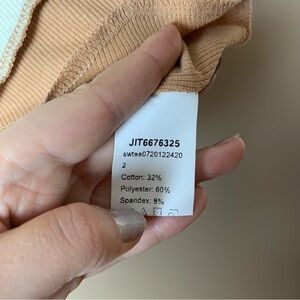 JIT6676325
swtee0720122420
2
Cotton: 32%
Polyester: 60%
Spandex: 8%